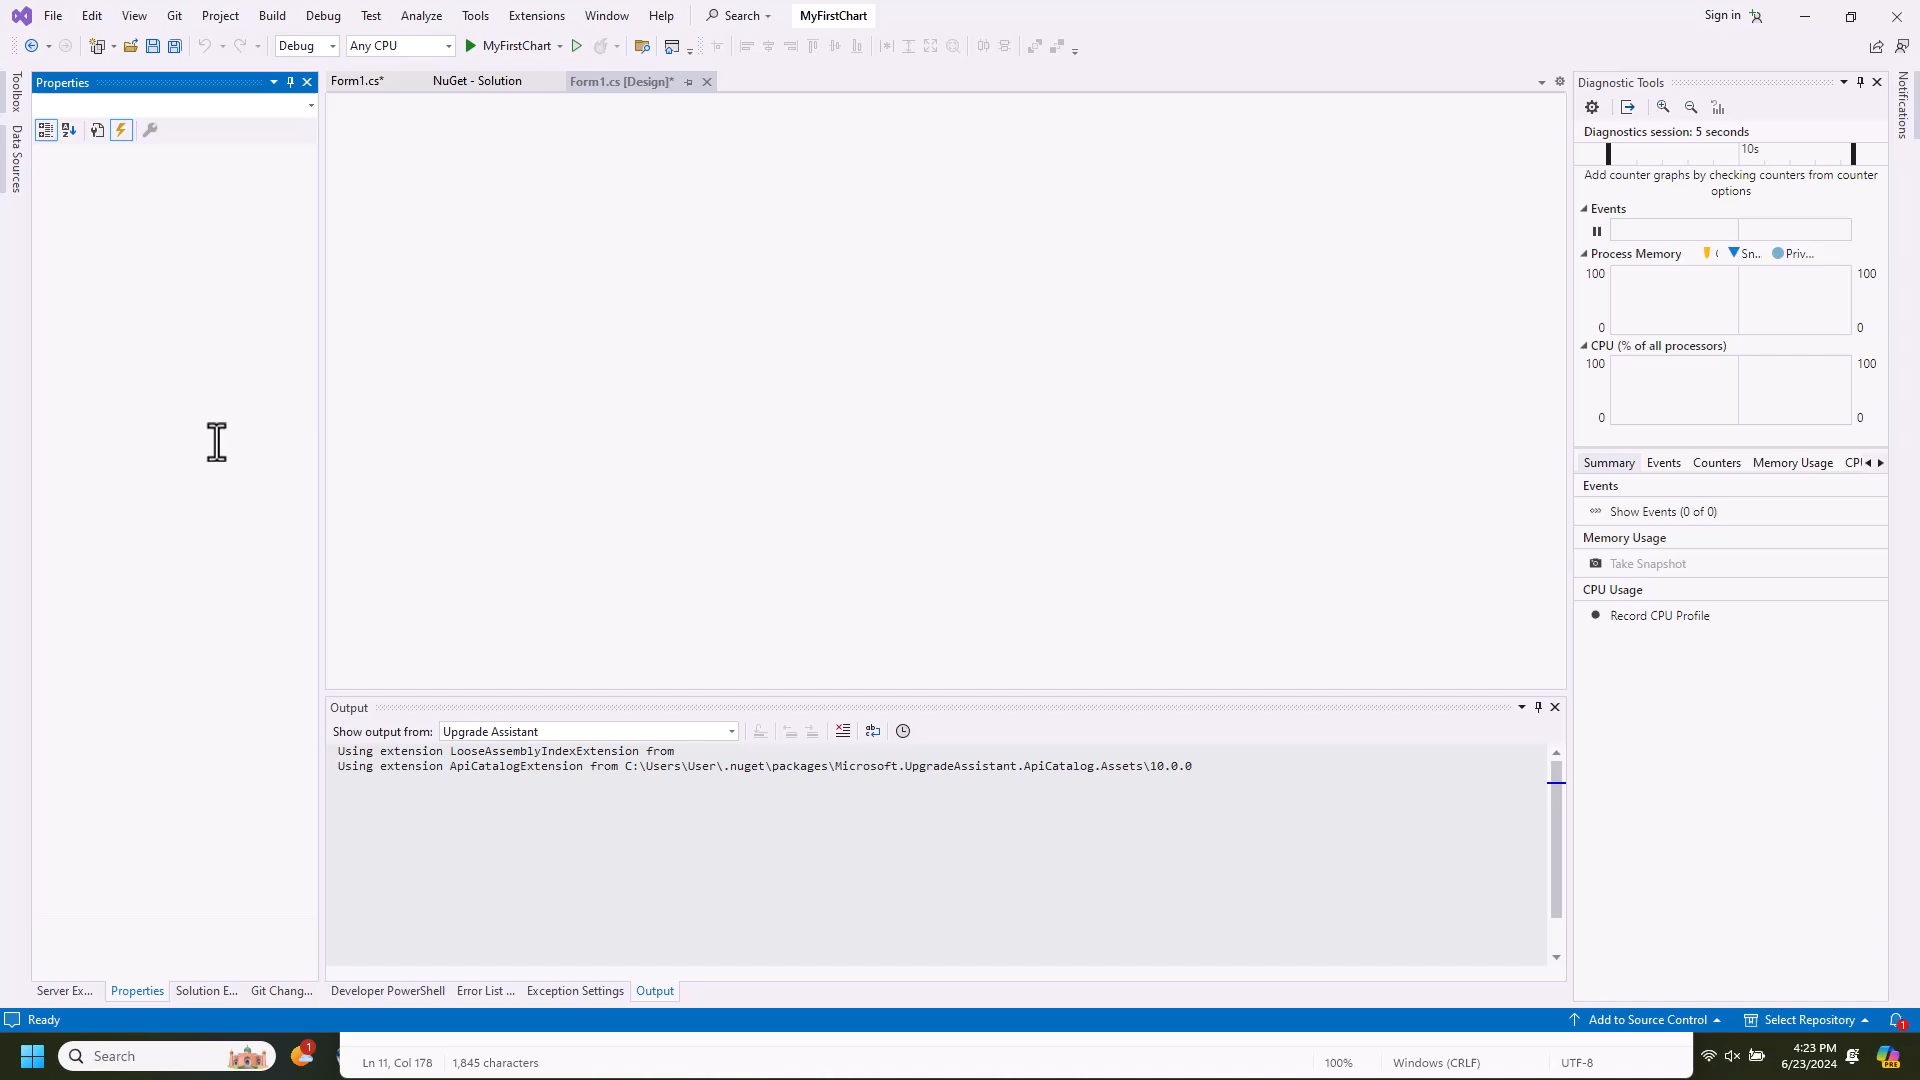 File Edit View Git Project Build Debug Test Analyze Tools Extensions Window Help Search MyFirstChart Sign in
Debug Any CPU MyFirstChart
Toolbox
Data Sources
Properties
Form1.cs* NuGet - Solution Form1.cs [Design]*
Diagnostic Tools
Notifications
Diagnostics session: 5 seconds
10s
Add counter graphs by checking counters from counter
options
Events
Process Memory Sn... Priv...
100 100
0 0
CPU (% of all processors)
100 100
0 0
Summary Events Counters Memory Usage
Events
Show Events (0 of 0)
Memory Usage
Take Snapshot
CPU Usage
Record CPU Profile
Output
Show output from: Upgrade Assistant
Using extension LooseAssemblyIndexExtension from
Using extension ApiCatalogExtension from C:\Users\User\.nuget\packages\Microsoft.UpgradeAssistant.ApiCatalog.Assets\10.0.0
Server Ex... Properties Solution E... Git Chang... Developer PowerShell Error List ... Exception Settings Output
Ready Add to Source Control Select Repository 1
Search 1
Ln 11, Col 178 1,845 characters 100% Windows (CRLF) UTF-8
4:23 PM
6/23/2024
PRE